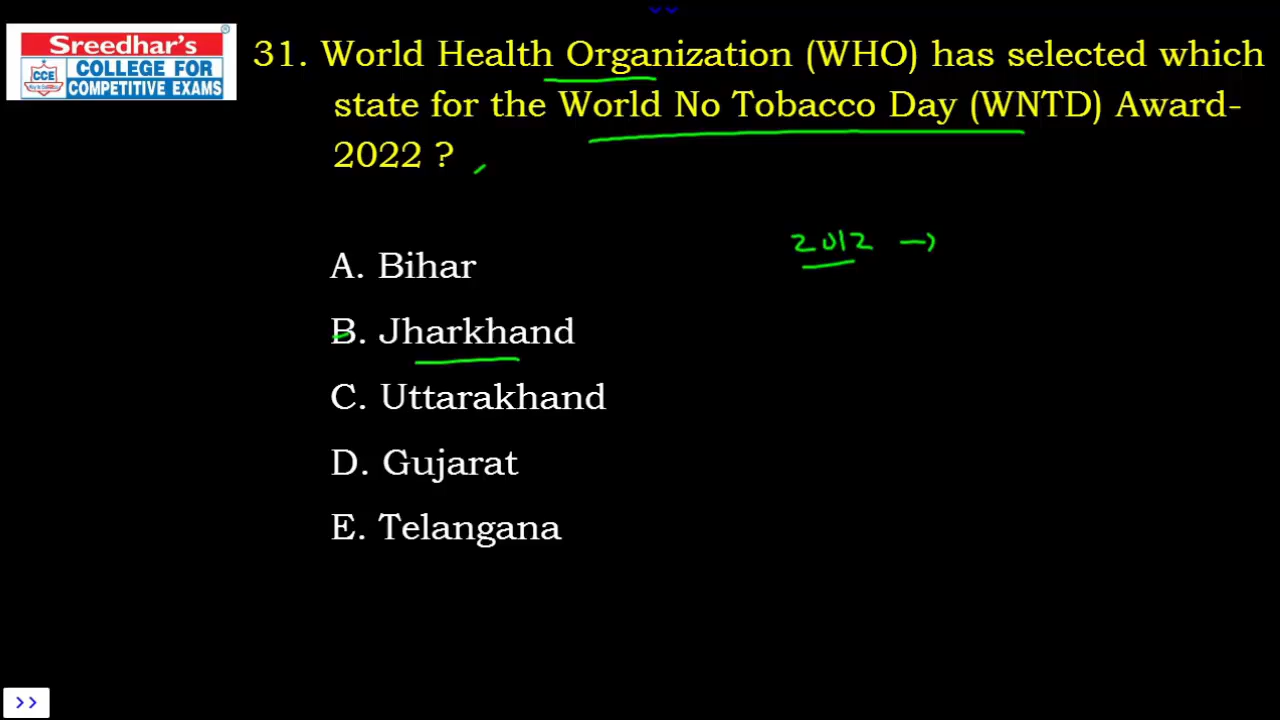 Sreedhar's
CCE
COLLEGE FOR
COMPETITIVE EXAMS
31. World Health Organization (WHO) has selected which
state for the World No Tobacco Day (WNTD) Award-
2022 ?
2012 →
A. Bihar
B. Jharkhand
C. Uttarakhand
D. Gujarat
E. Telangana
>>